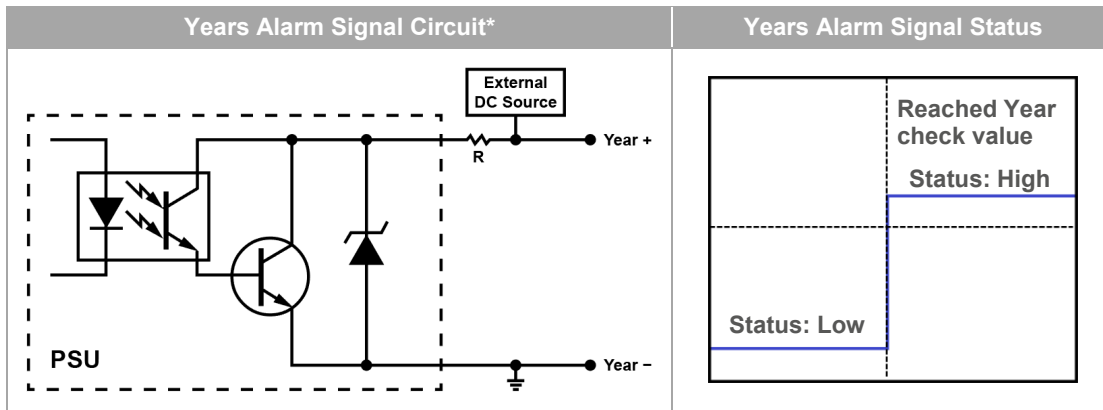 Years Alarm Signal Circuit*
Years Alarm Signal Status
External
DC Source
R
Year +
PSU
Year −
Reached Year
check value
Status: High
Status: Low